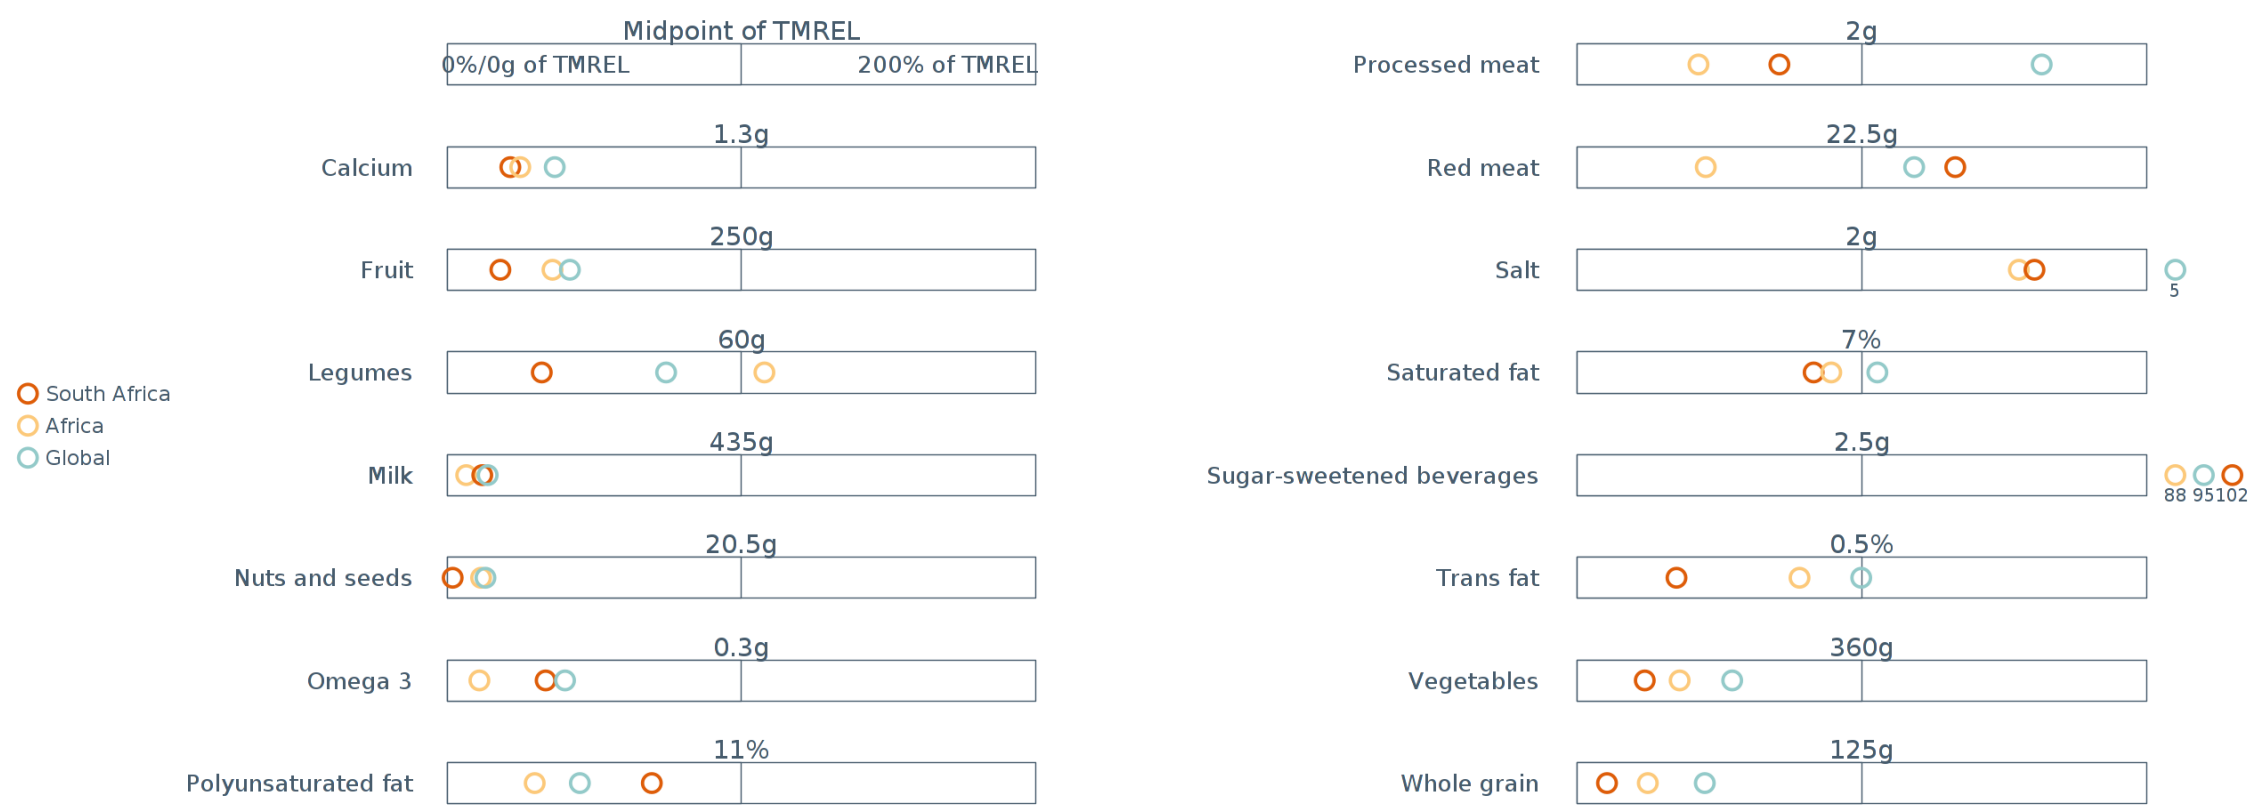 Midpoint of TMREL
0%/0g of TMREL 200% of TMREL
1.3g
Calcium
250g
Fruit
60g
Legumes
South Africa
Africa
Global
435g
Milk
20.5g
Nuts and seeds
0.3g
Omega 3
11%
Polyunsaturated fat
2g
Processed meat
22.5g
Red meat
2g
Salt
5
7%
Saturated fat
2.5g
Sugar-sweetened beverages
88 95 102
0.5%
Trans fat
360g
Vegetables
125g
Whole grain